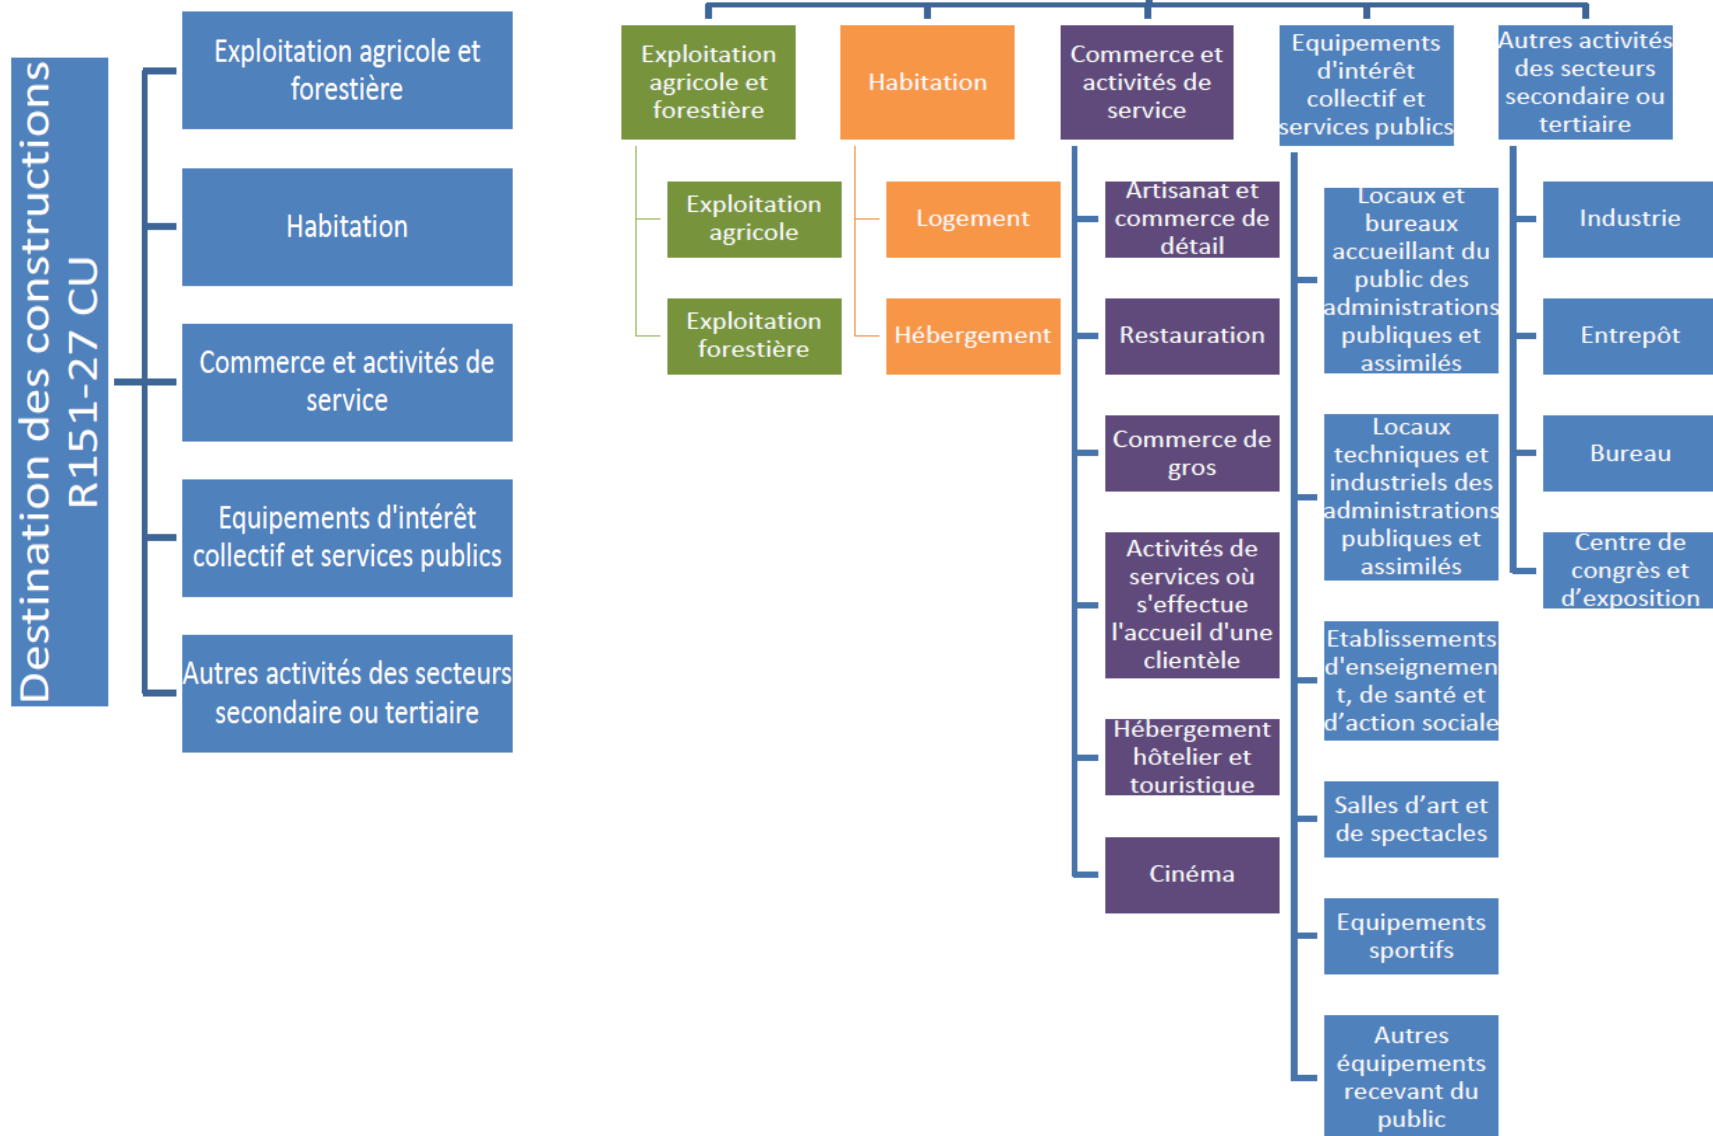 Destination des constructions
R151-27 CU
Exploitation agricole et
forestière
Habitation
Commerce et activités de
service
Equipements d'intérêt
collectif et services publics
Autres activités des secteurs
secondaire ou tertiaire
Exploitation
agricole et
forestière
Exploitation
agricole
Exploitation
forestière
Habitation
Logement
Hébergement
Commerce et
activités de
service
Artisanat et
commerce de
détail
Restauration
Commerce de
gros
Activités de
services où
s'effectue
l'accueil d'une
clientèle
Hébergement
hôtelier et
touristique
Cinéma
Equipements
d'intérêt
collectif et
services publics
Locaux et
bureaux
accueillant du
public des
administrations
publiques et
assimilés
Locaux
techniques et
industriels des
administrations
publiques et
assimilés
Etablissements
d'enseignemen
t, de santé et
d’action sociale
Salles d’art et
de spectacles
Equipements
sportifs
Autres
équipements
recevant du
public
Autres activités
des secteurs
secondaire ou
tertiaire
Industrie
Entrepôt
Bureau
Centre de
congrès et
d’exposition